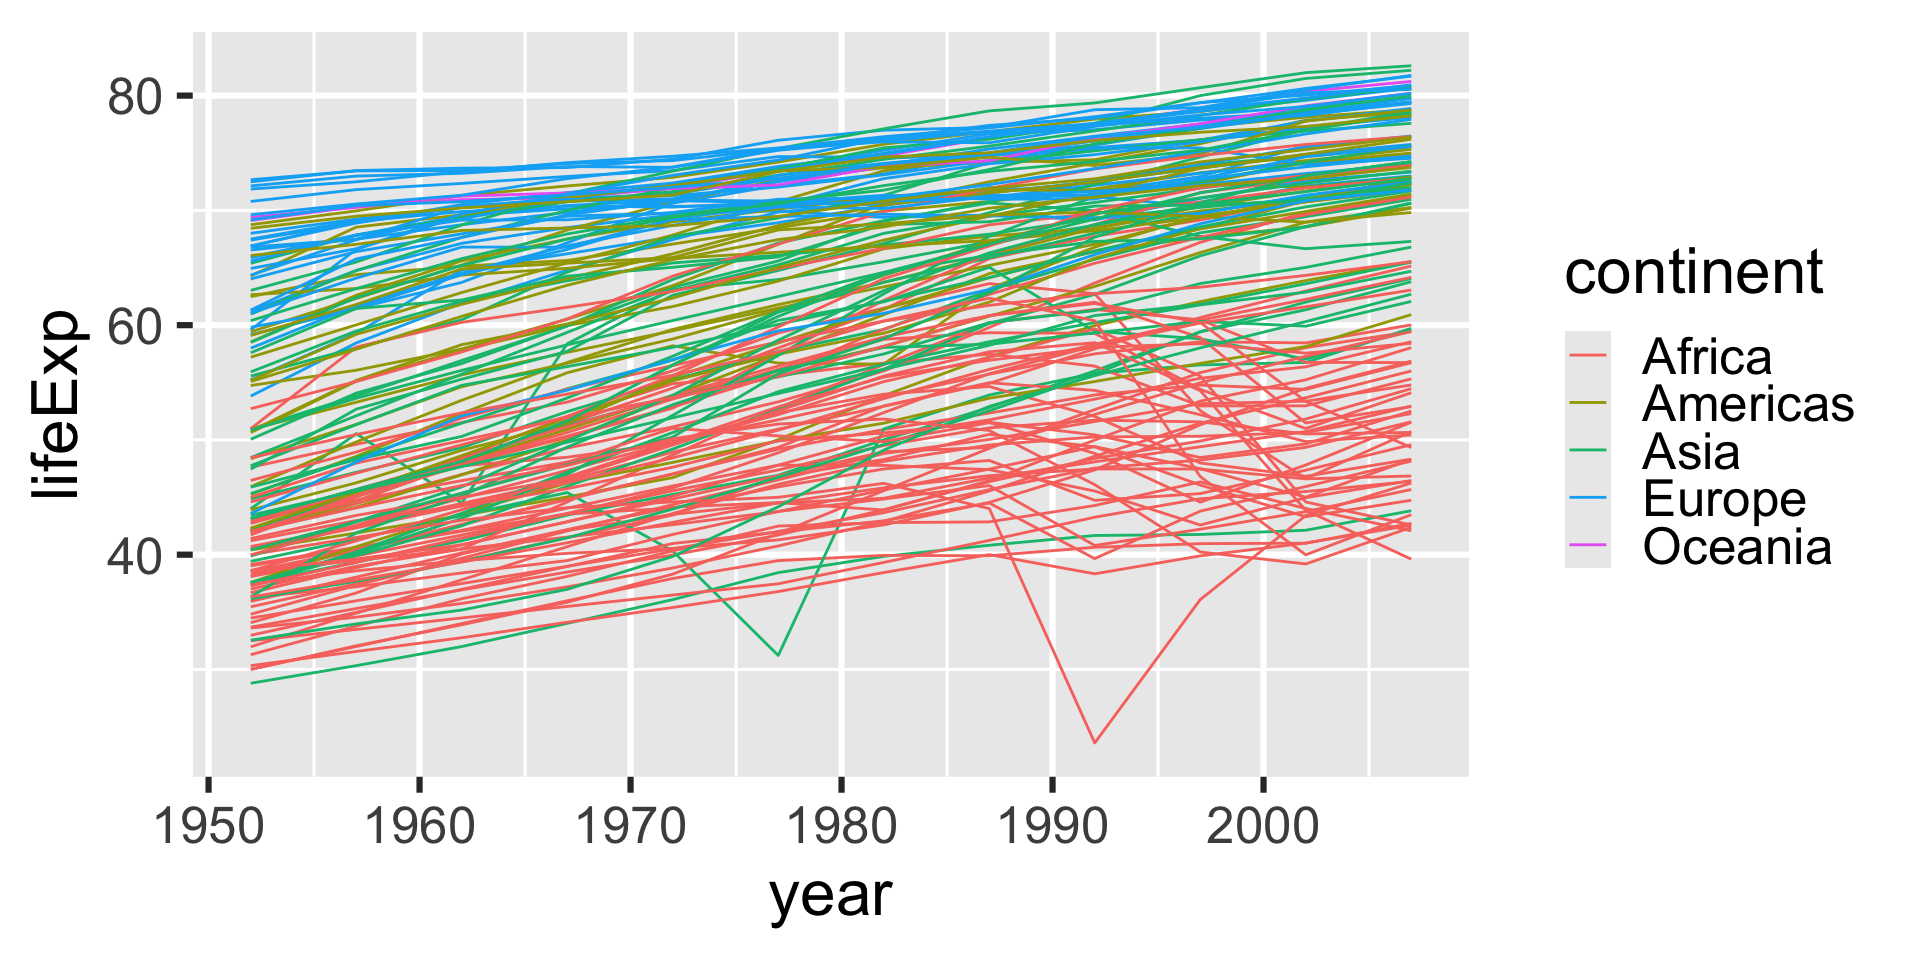 80
60
40
lifeExp
1950 1960 1970 1980 1990 2000
year
continent
Africa
Americas
Asia
Europe
Oceania